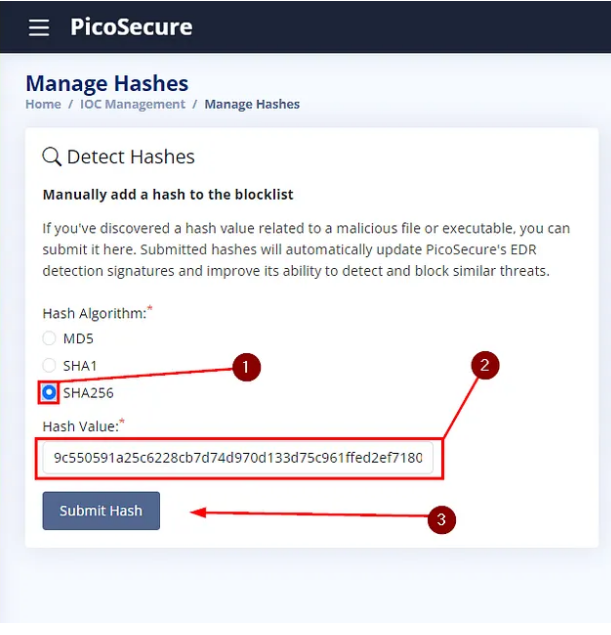 PicoSecure
Manage Hashes
Home / IOC Management / Manage Hashes
Detect Hashes
Manually add a hash to the blocklist
If you've discovered a hash value related to a malicious file or executable, you can
submit it here. Submitted hashes will automatically update PicoSecure's EDR
detection signatures and improve its ability to detect and block similar threats.
Hash Algorithm:*
MD5
SHA1
1
SHA256
2
Hash Value:*
9c550591a25c6228cb7d74d970d133d75c961ffed2ef7180
Submit Hash
3